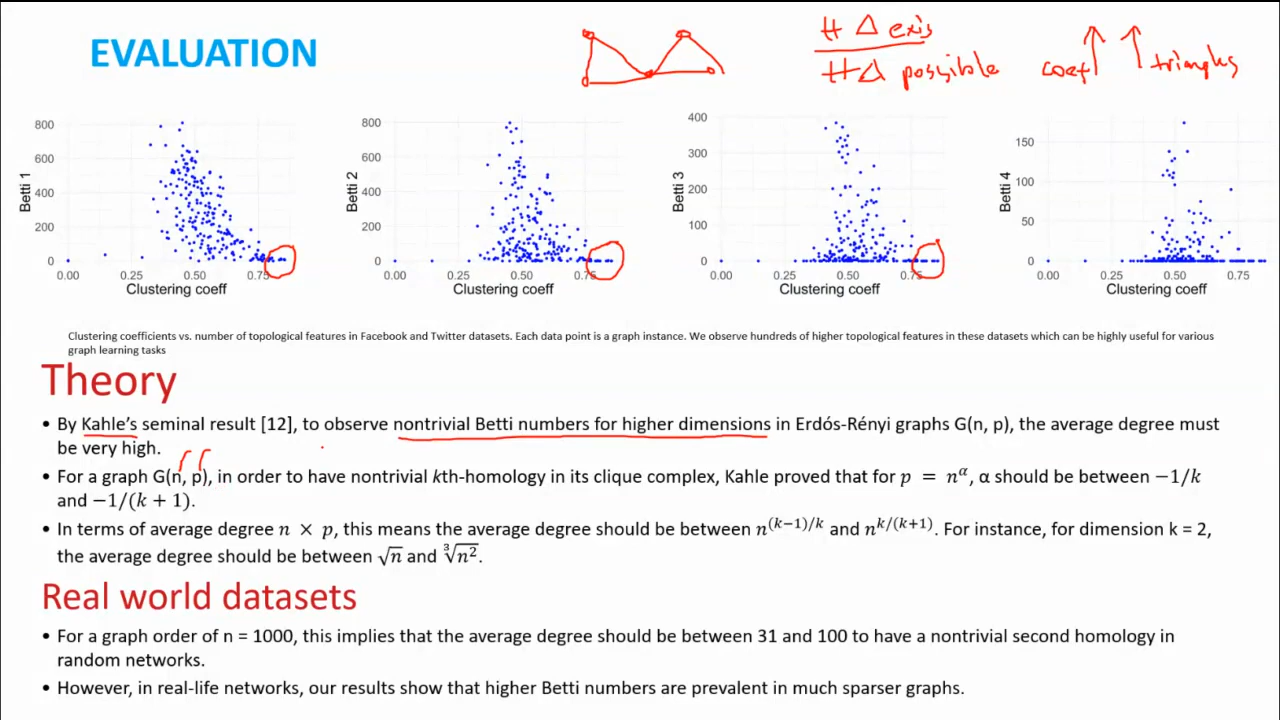 EVALUATION
# Δ exis
# Δ possible
coef ↑ ↑ triangles
800
600
400
200
0
Betti 1
0.00 0.25 0.50 0.75
Clustering coeff
800
600
400
200
0
Betti 2
0.00 0.25 0.50 0.75
Clustering coeff
400
300
200
100
0
Betti 3
0.00 0.25 0.50 0.75
Clustering coeff
150
100
50
0
Betti 4
0.00 0.25 0.50 0.75
Clustering coeff
Clustering coefficients vs. number of topological features in Facebook and Twitter datasets. Each data point is a graph instance. We observe hundreds of higher topological features in these datasets which can be highly useful for various
graph learning tasks
Theory
• By Kahle's seminal result [12], to observe nontrivial Betti numbers for higher dimensions in Erdós-Rényi graphs G(n, p), the average degree must
be very high.
• For a graph G(n, p), in order to have nontrivial kth-homology in its clique complex, Kahle proved that for p = n^α, α should be between −1/k
and −1/(k + 1).
• In terms of average degree n × p, this means the average degree should be between n^(k−1)/k and n^k/(k+1). For instance, for dimension k = 2,
the average degree should be between √n and ∛n².
Real world datasets
• For a graph order of n = 1000, this implies that the average degree should be between 31 and 100 to have a nontrivial second homology in
random networks.
• However, in real-life networks, our results show that higher Betti numbers are prevalent in much sparser graphs.